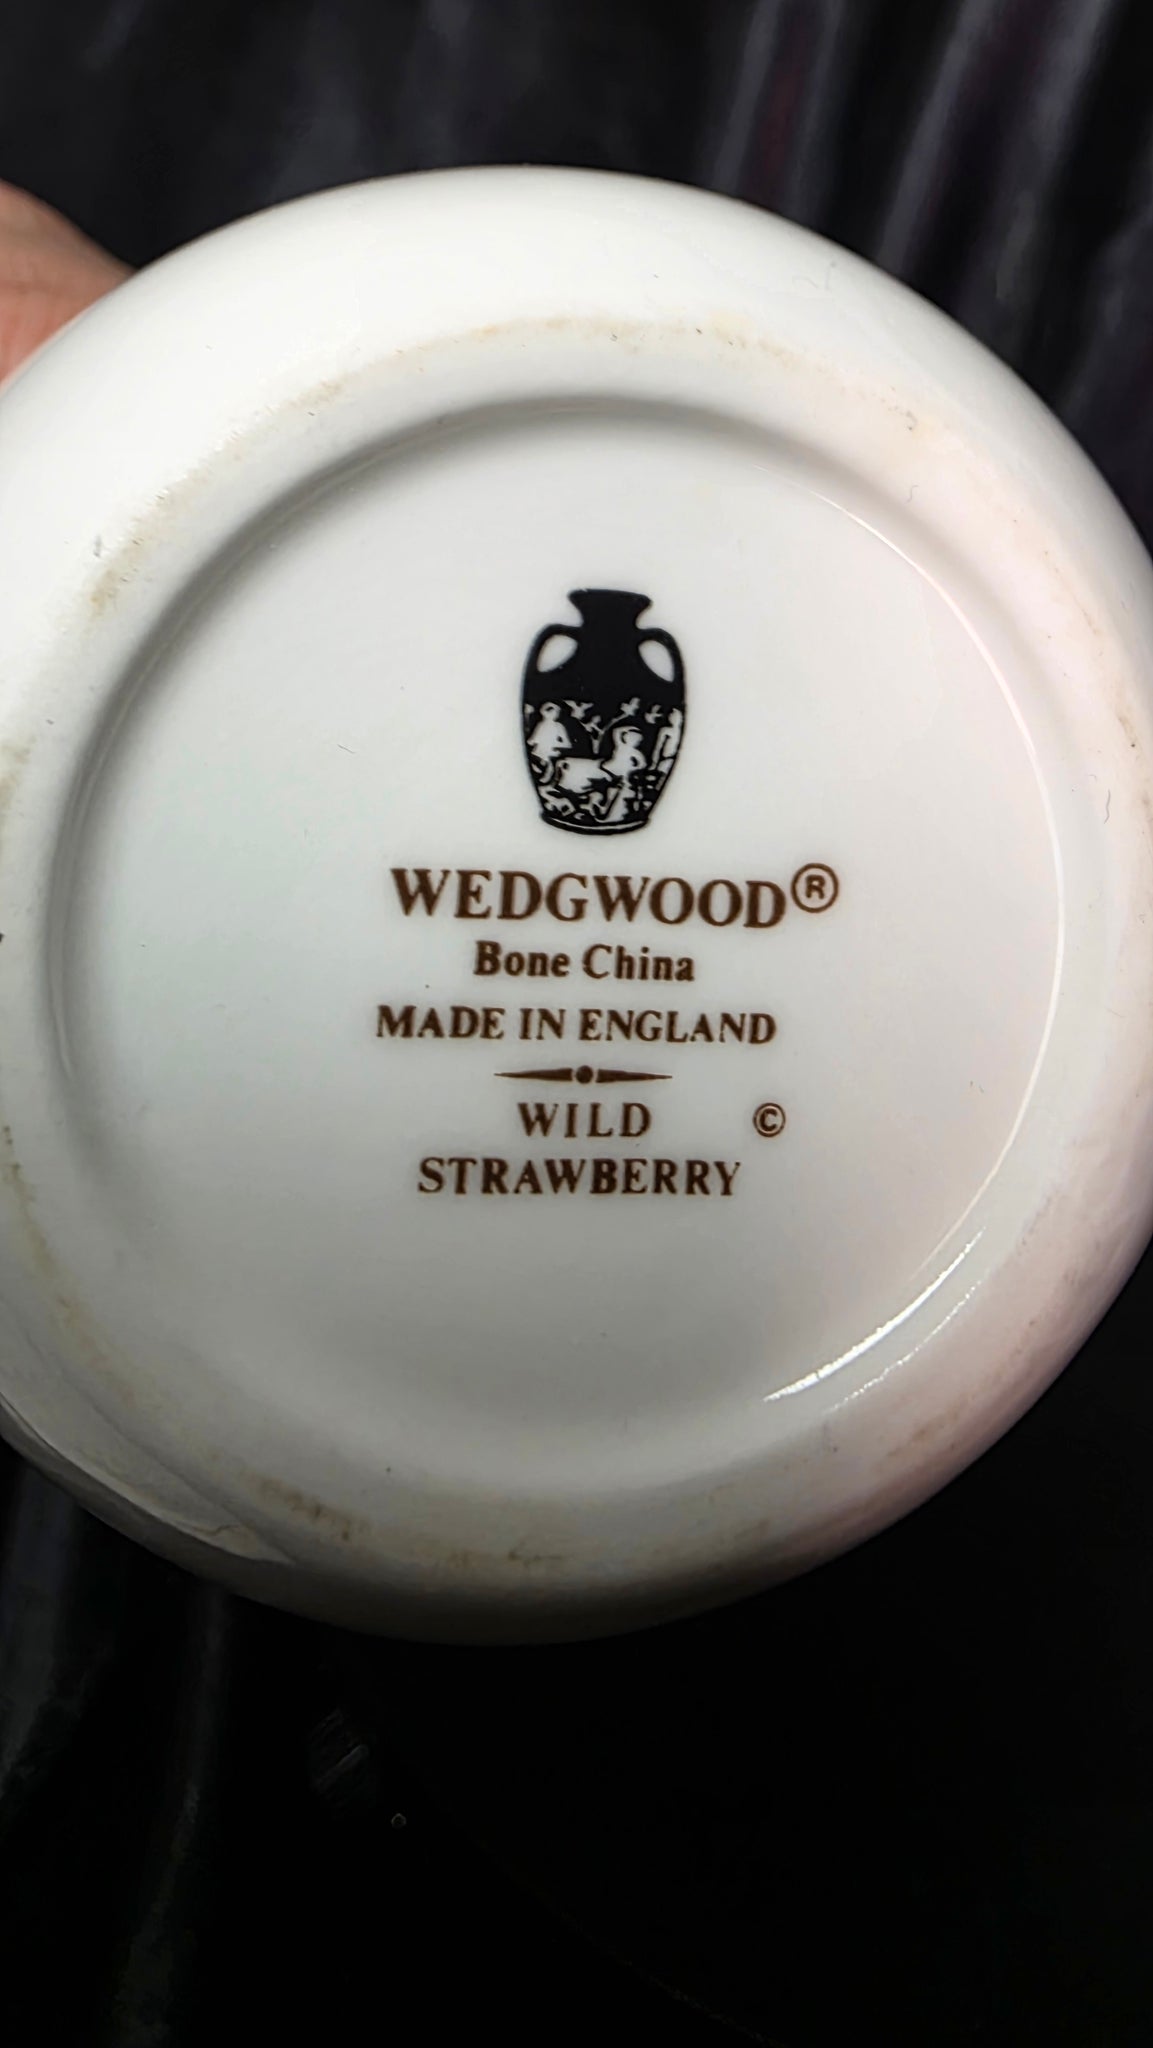 WEDGWOOD®
Bone China
MADE IN ENGLAND
WILD ©
STRAWBERRY